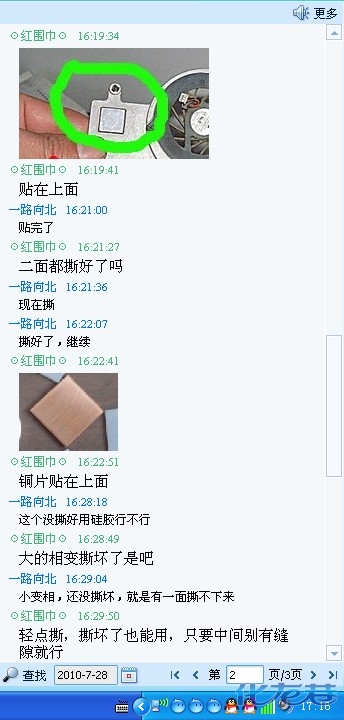 更多
○红围巾○ 16:19:34
○红围巾○ 16:19:41
贴在上面
一路向北 16:21:00
贴完了
○红围巾○ 16:21:27
二面都撕好了吗
一路向北 16:21:36
现在撕
一路向北 16:22:07
撕好了,继续
○红围巾○ 16:22:41
○红围巾○ 16:22:51
铜片贴在上面
一路向北 16:28:18
这个没撕好用硅胶行不行
○红围巾○ 16:28:49
大的相变撕坏了是吧
一路向北 16:29:04
小变相,还没撕坏,就是有一面撕不下来
○红围巾○ 16:29:50
轻点撕,撕坏了也能用,只要中间别有缝
隙就行
查找 2010-7-28 第 2 页/3页
化龙巷
17:16